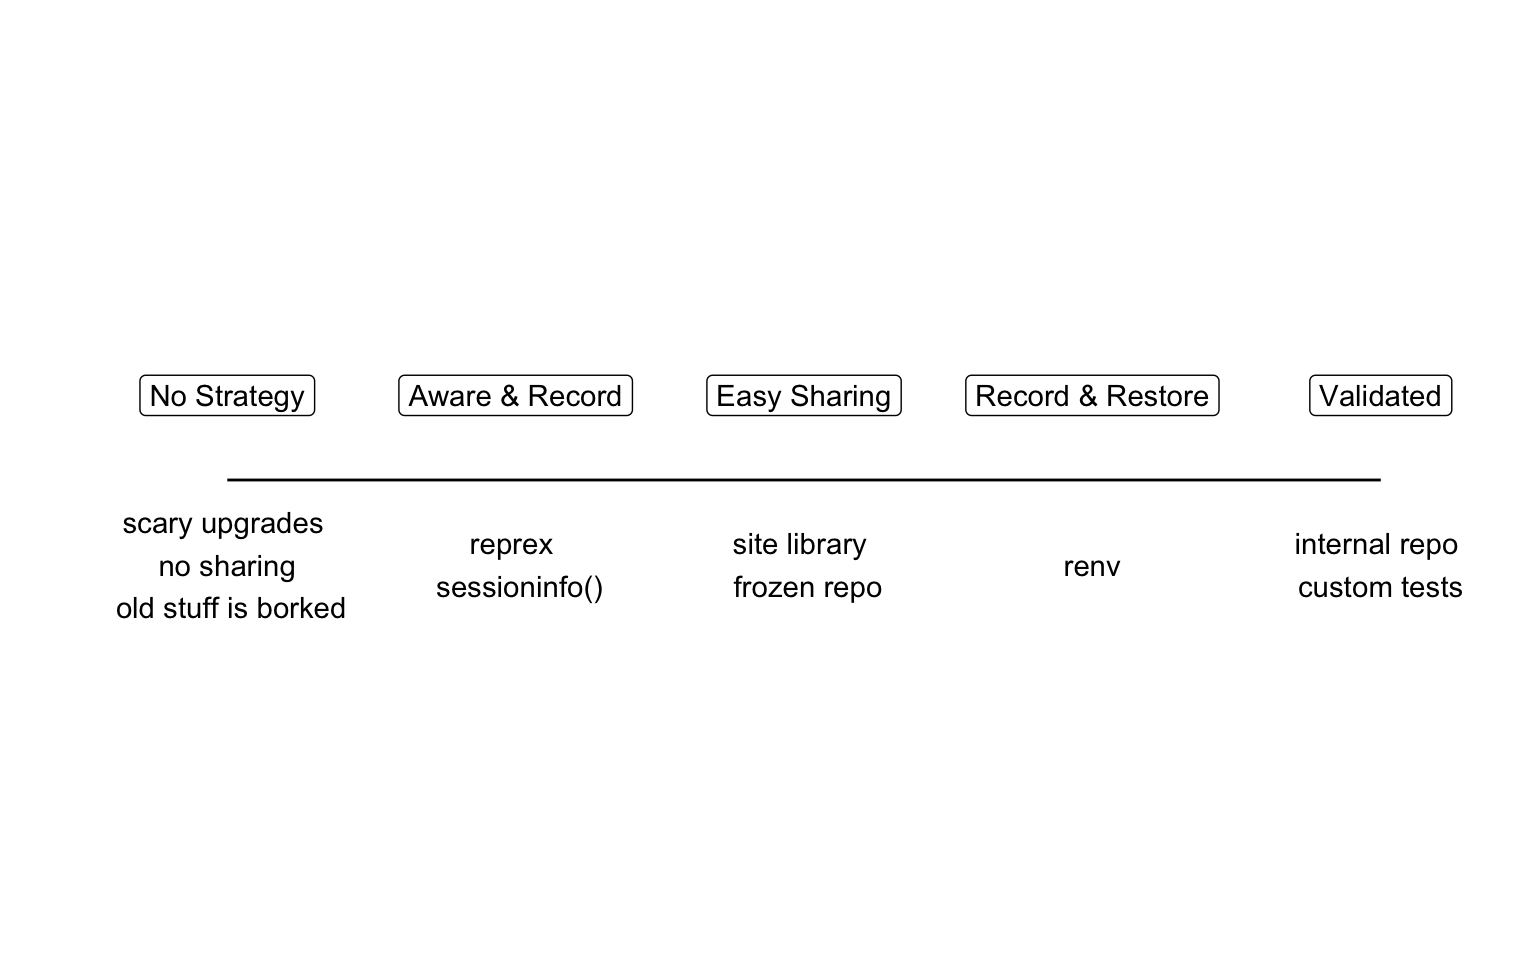 No Strategy
Aware & Record
Easy Sharing
Record & Restore
Validated
scary upgrades
no sharing
old stuff is borked
reprex
sessioninfo()
site library
frozen repo
renv
internal repo
custom tests